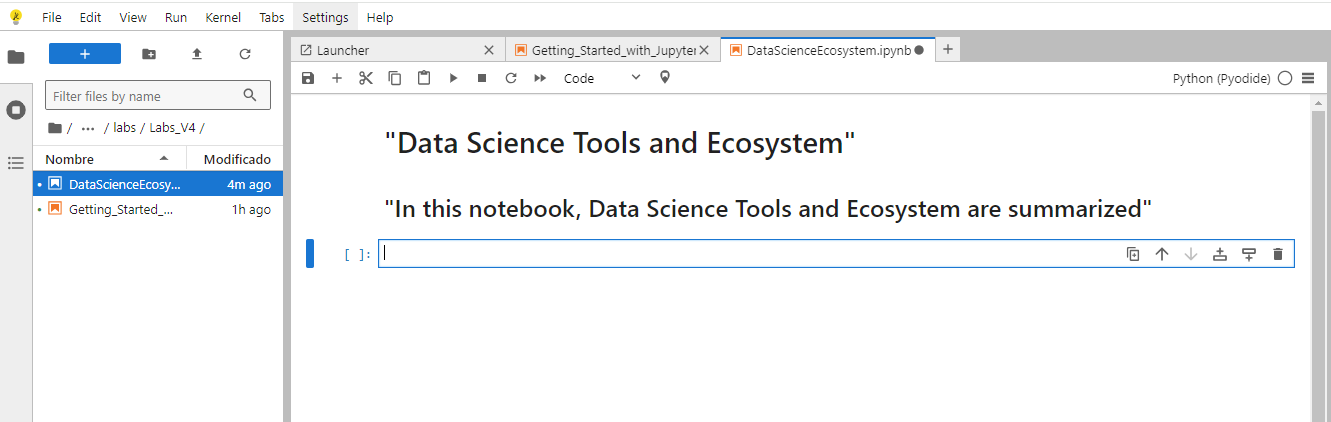 File Edit View Run Kernel Tabs Settings Help
Launcher Getting_Started_with_Jupyter DataScienceEcosystem.ipynb
Code Python (Pyodide)
Filter files by name
/ ... / labs / Labs_V4 /
Nombre Modificado
DataScienceEcosy... 4m ago
Getting_Started_... 1h ago
"Data Science Tools and Ecosystem"
"In this notebook, Data Science Tools and Ecosystem are summarized"
[ ]: